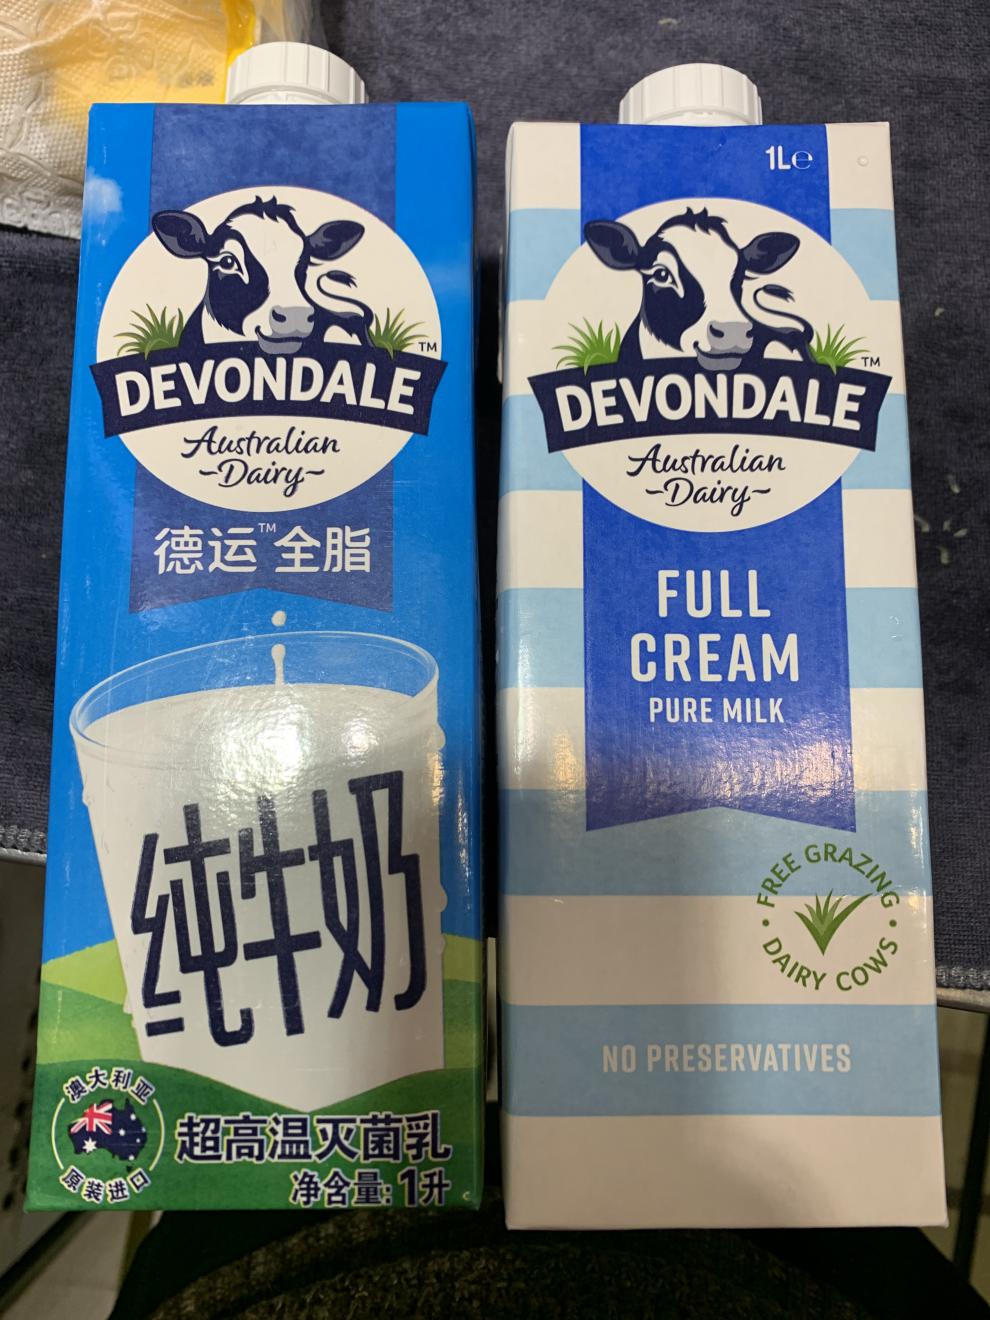 DEVONDALE™
Australian
~Dairy~
德运™全脂
纯牛奶
澳大利亚
原装进口
超高温灭菌乳
净含量: 1升
1L℮
DEVONDALE™
Australian
~Dairy~
FULL
CREAM
PURE MILK
FREE GRAZING
DAIRY COWS
NO PRESERVATIVES